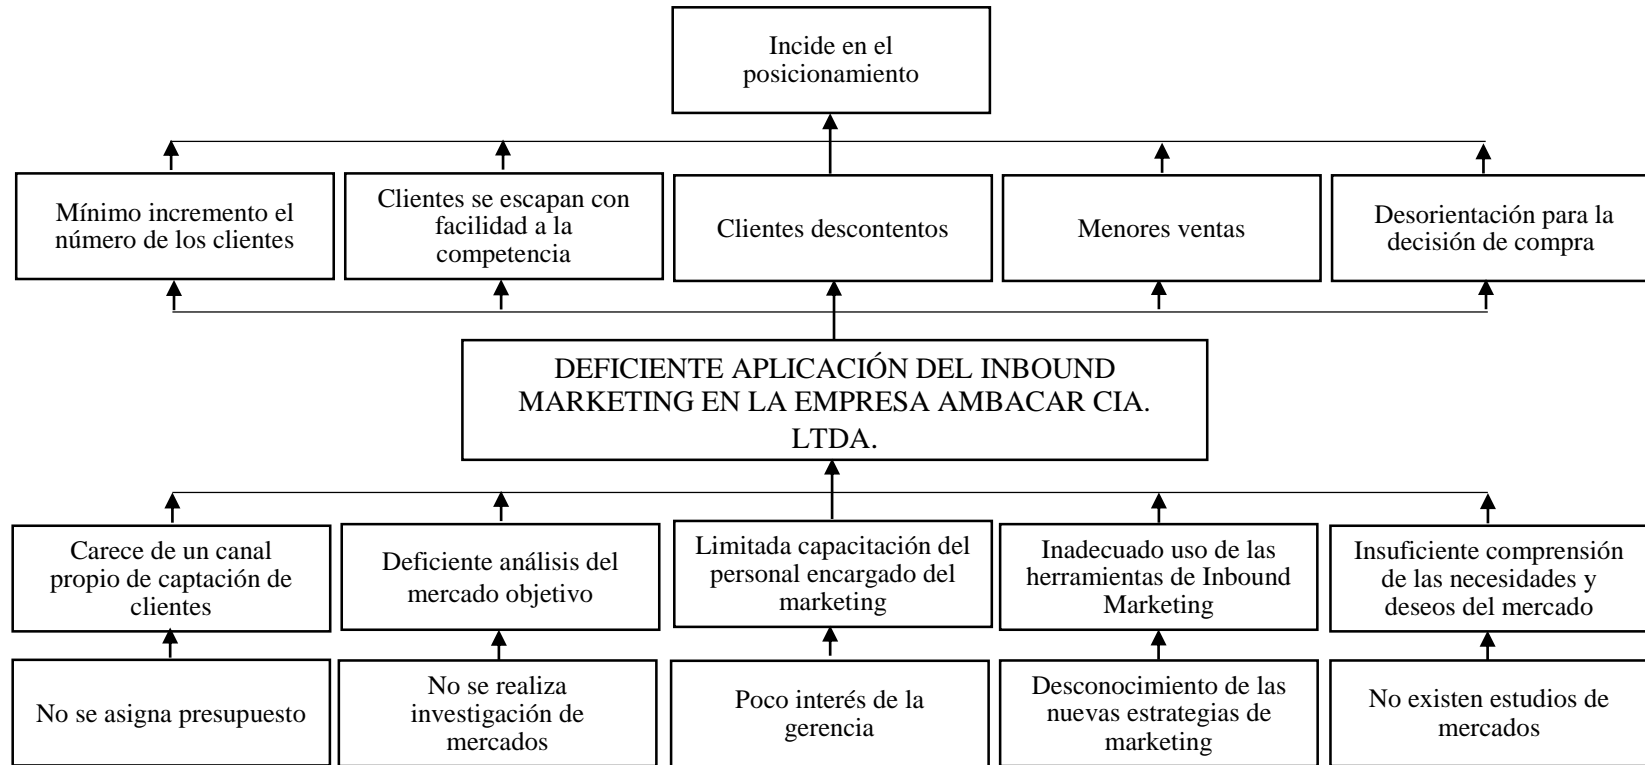 Incide en el
posicionamiento
Mínimo incremento el
número de los clientes
Clientes se escapan con
facilidad a la
competencia
Clientes descontentos
Menores ventas
Desorientación para la
decisión de compra
DEFICIENTE APLICACIÓN DEL INBOUND
MARKETING EN LA EMPRESA AMBACAR CIA.
LTDA.
Carece de un canal
propio de captación de
clientes
Deficiente análisis del
mercado objetivo
Limitada capacitación del
personal encargado del
marketing
Inadecuado uso de las
herramientas de Inbound
Marketing
Insuficiente comprensión
de las necesidades y
deseos del mercado
No se asigna presupuesto
No se realiza
investigación de
mercados
Poco interés de la
gerencia
Desconocimiento de las
nuevas estrategias de
marketing
No existen estudios de
mercados